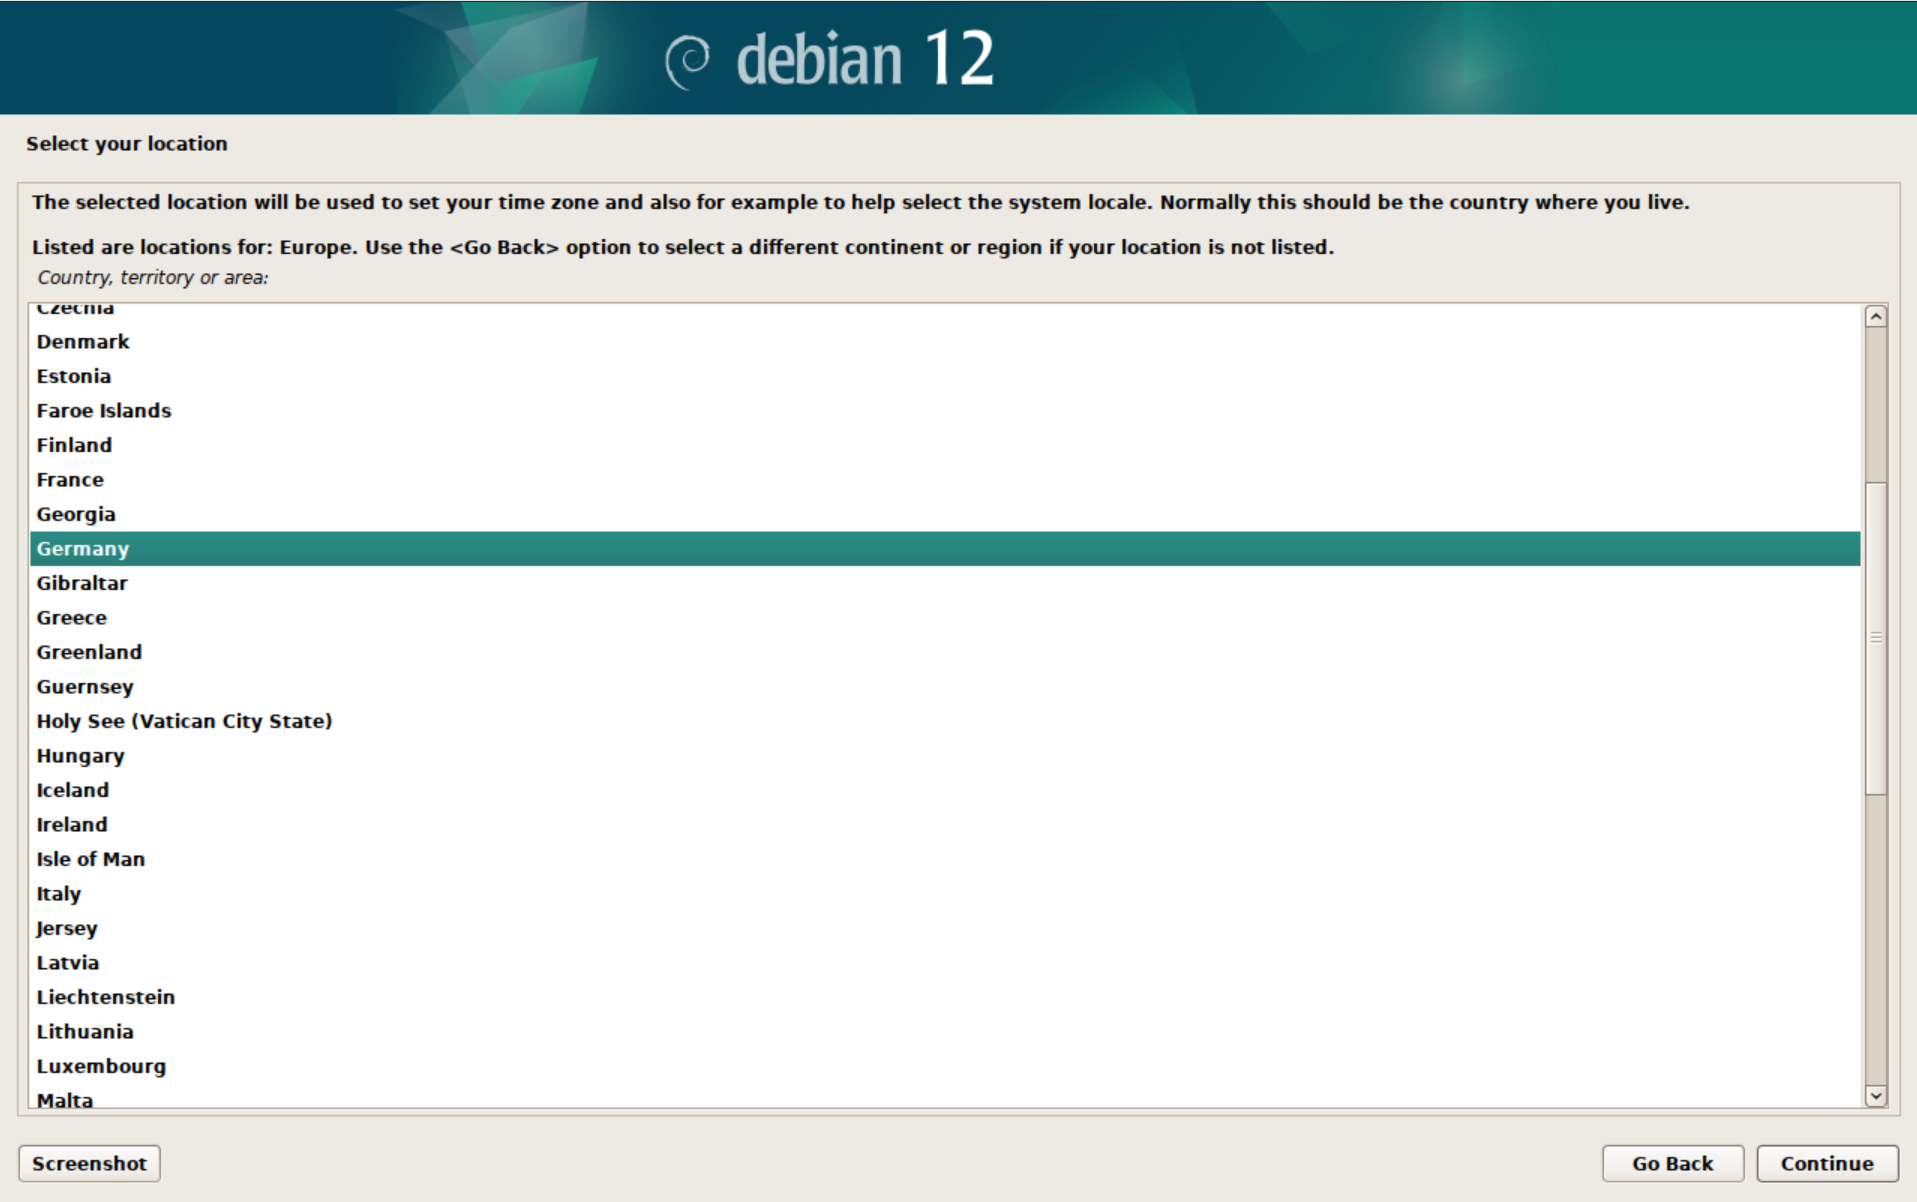 debian 12
Select your location
The selected location will be used to set your time zone and also for example to help select the system locale. Normally this should be the country where you live.
Listed are locations for: Europe. Use the <Go Back> option to select a different continent or region if your location is not listed.
Country, territory or area:
Czechia
Denmark
Estonia
Faroe Islands
Finland
France
Georgia
Germany
Gibraltar
Greece
Greenland
Guernsey
Holy See (Vatican City State)
Hungary
Iceland
Ireland
Isle of Man
Italy
Jersey
Latvia
Liechtenstein
Lithuania
Luxembourg
Malta
Screenshot
Go Back
Continue